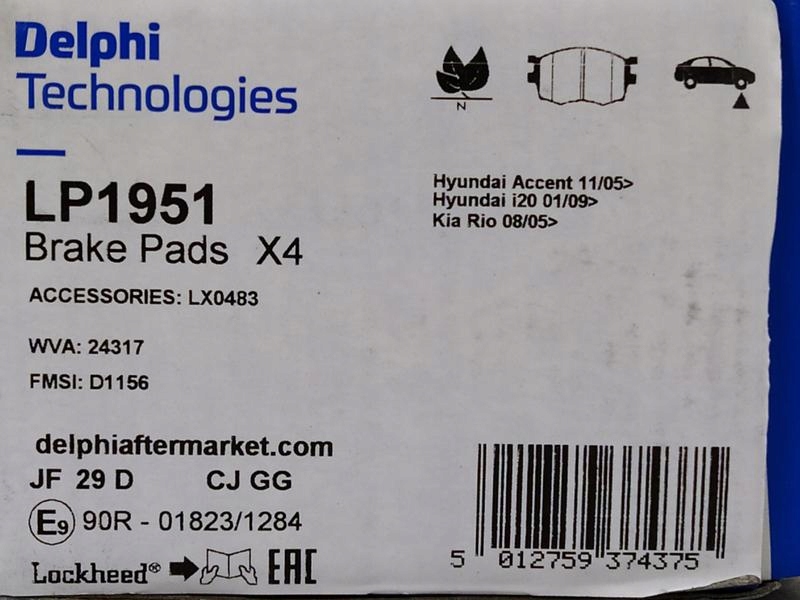 Delphi
Technologies
N
LP1951
Brake Pads X4
ACCESSORIES: LX0483
WVA: 24317
FMSI: D1156
Hyundai Accent 11/05>
Hyundai i20 01/09>
Kia Rio 08/05>
delphiaftermarket.com
JF 29 D CJ GG
E9 90R - 01823/1284
Lockheed® EAC
5 012759 374375